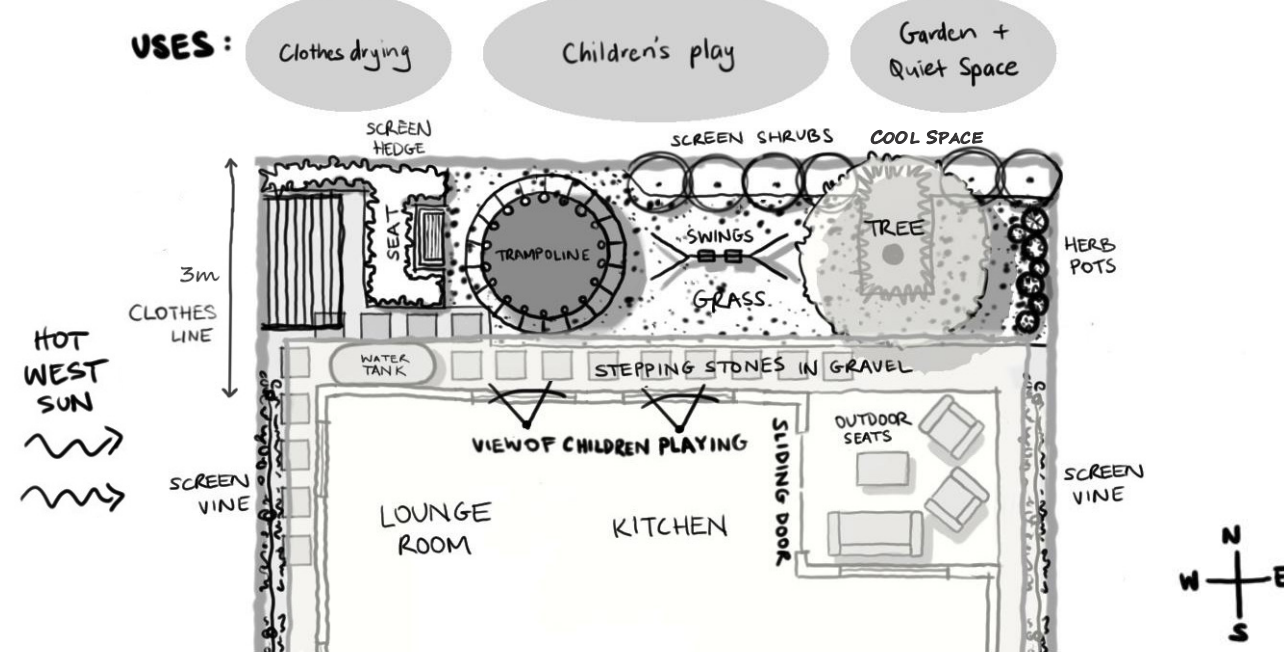 USES:
Clothes drying
Children's play
Garden +
Quiet Space
SCREEN
HEDGE
SCREEN SHRUBS
COOL SPACE
SEAT
TRAMPOLINE
SWINGS
GRASS
TREE
HERB
POTS
3m
CLOTHES
LINE
HOT
WEST
SUN
WATER
TANK
STEPPING STONES IN GRAVEL
VIEW OF CHILDREN PLAYING
SLIDING DOOR
OUTDOOR
SEATS
SCREEN
VINE
LOUNGE
ROOM
KITCHEN
SCREEN
VINE
N
W
E
S